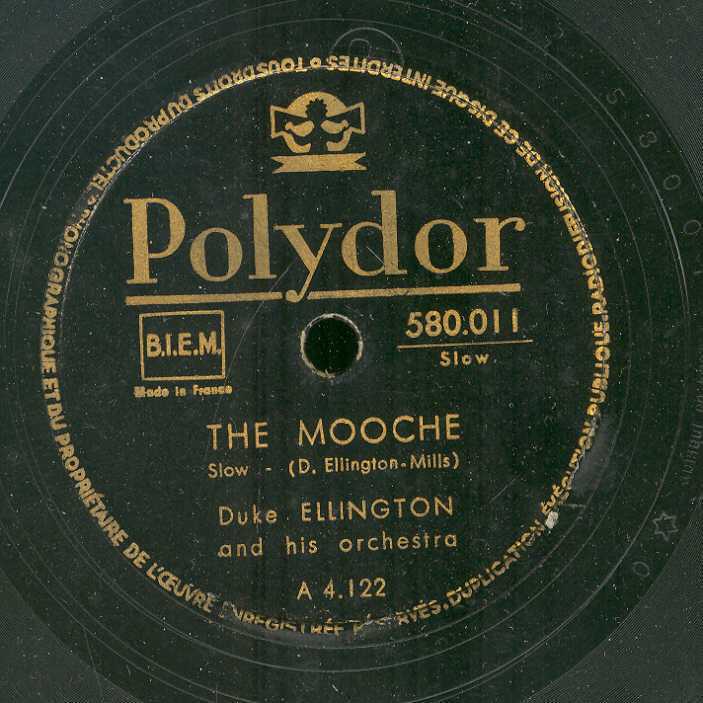 TOUS DROITS DU PRODUCTEUR PHONOGRAPHIQUE ET DU PROPRIÉTAIRE DE L'ŒUVRE ENREGISTRÉE RÉSERVÉS. DUPLICATION EXÉCUTION PUBLIQUE RADIODIFFUSION DE CE DISQUE INTERDITES
Polydor
B.I.E.M.
Made in France
580.011
Slow
THE MOOCHE
Slow - (D. Ellington-Mills)
Duke ELLINGTON
and his orchestra
A 4.122
5800